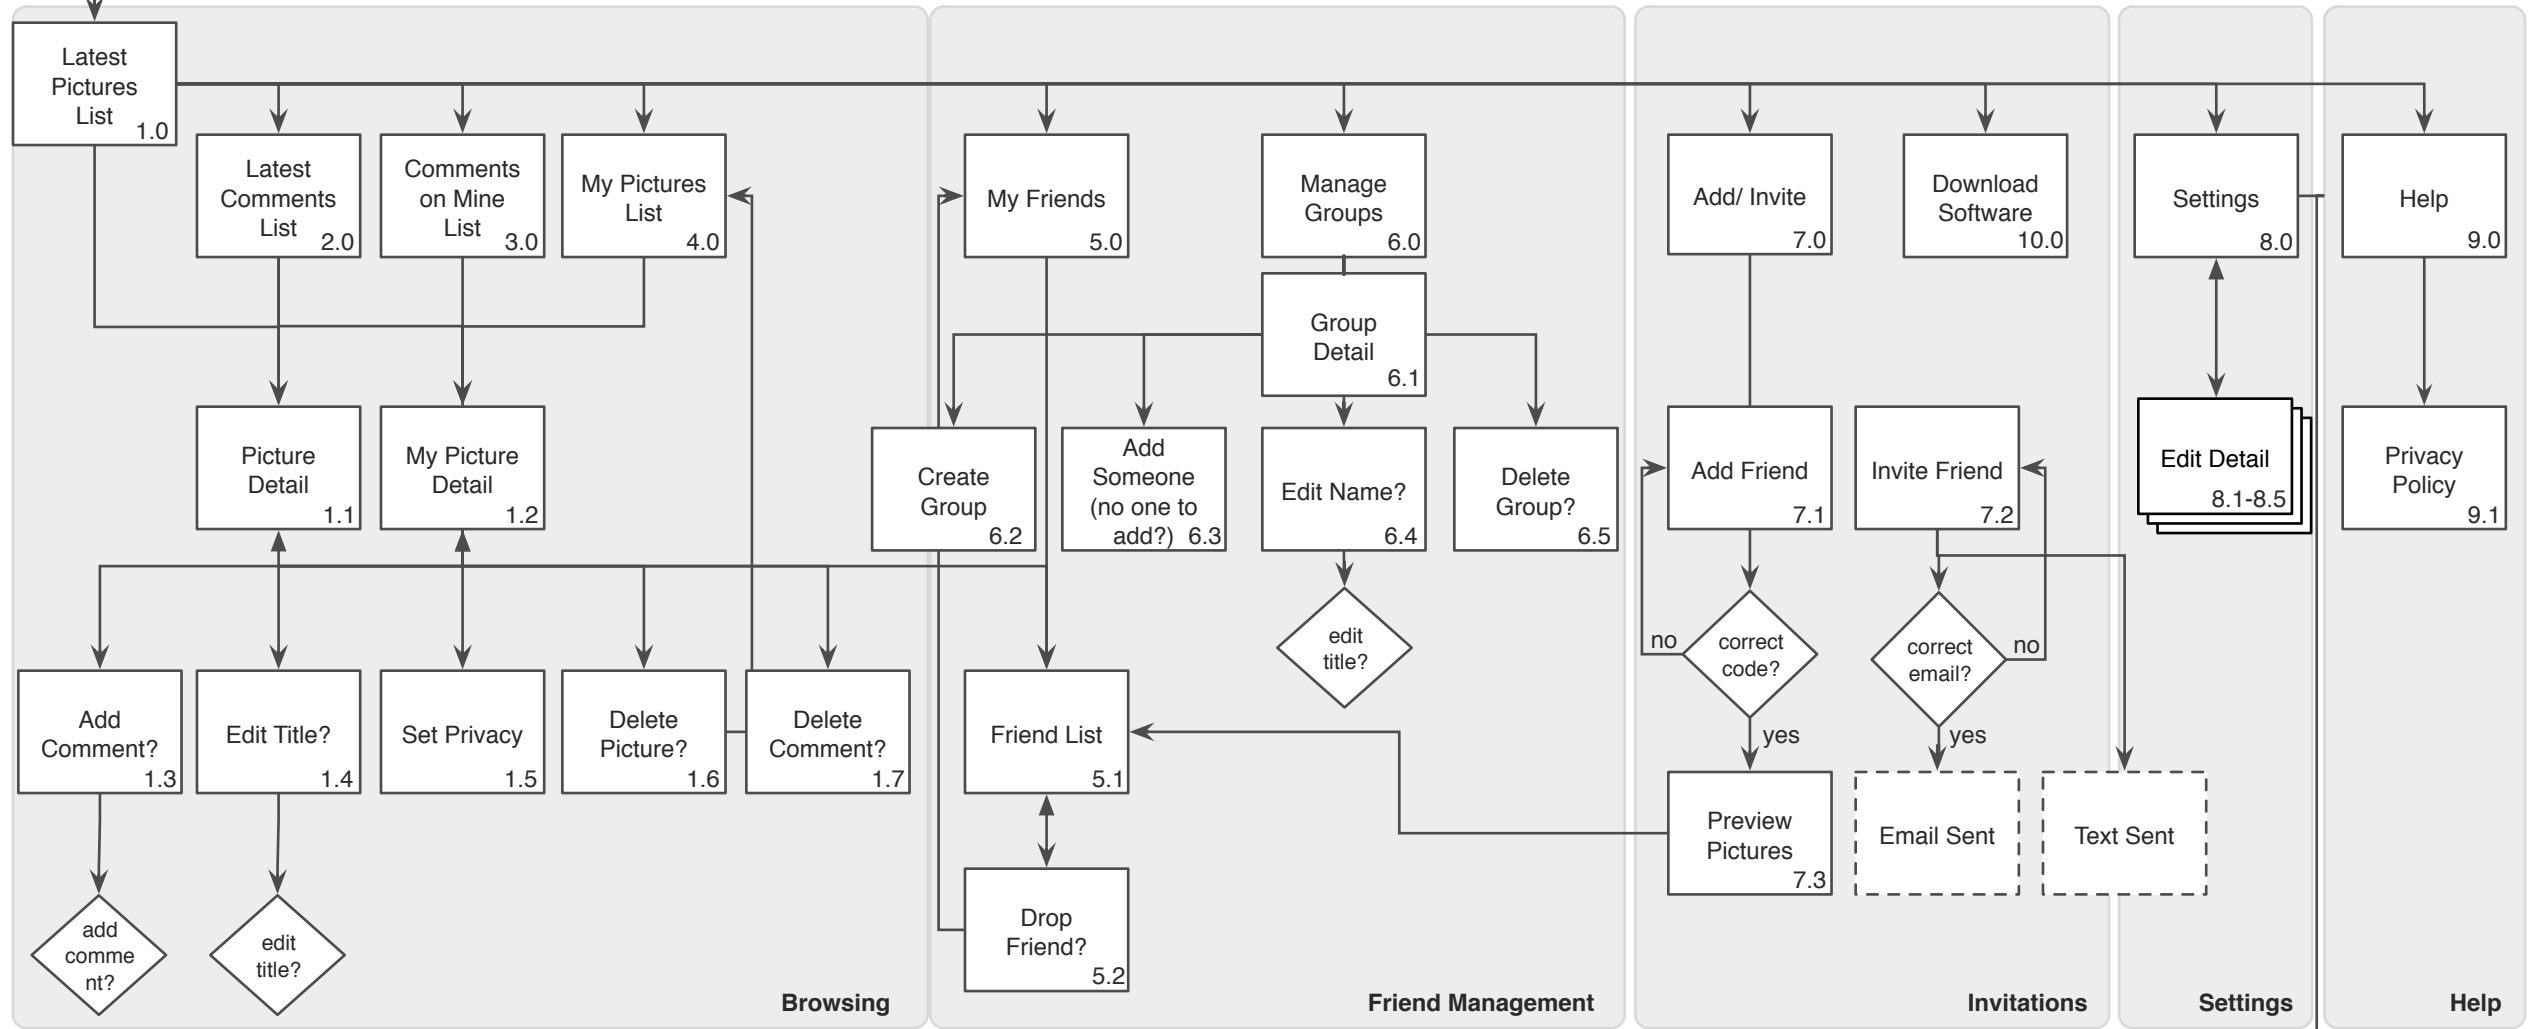 Latest
Pictures
List
1.0
Latest
Comments
List
2.0
Comments
on Mine
List
3.0
My Pictures
List
4.0
My Friends
5.0
Manage
Groups
6.0
Add/ Invite
7.0
Download
Software
10.0
Settings
8.0
Help
9.0
Group
Detail
6.1
Picture
Detail
1.1
My Picture
Detail
1.2
Create
Group
6.2
Add
Someone
(no one to
add?) 6.3
Edit Name?
6.4
Delete
Group?
6.5
Add Friend
7.1
Invite Friend
7.2
Edit Detail
8.1-8.5
Privacy
Policy
9.1
edit
title?
no
correct
code?
yes
correct
email?
no
yes
Add
Comment?
1.3
Edit Title?
1.4
Set Privacy
1.5
Delete
Picture?
1.6
Delete
Comment?
1.7
Friend List
5.1
Preview
Pictures
7.3
Email Sent
Text Sent
add
comme
nt?
edit
title?
Drop
Friend?
5.2
Browsing
Friend Management
Invitations
Settings
Help